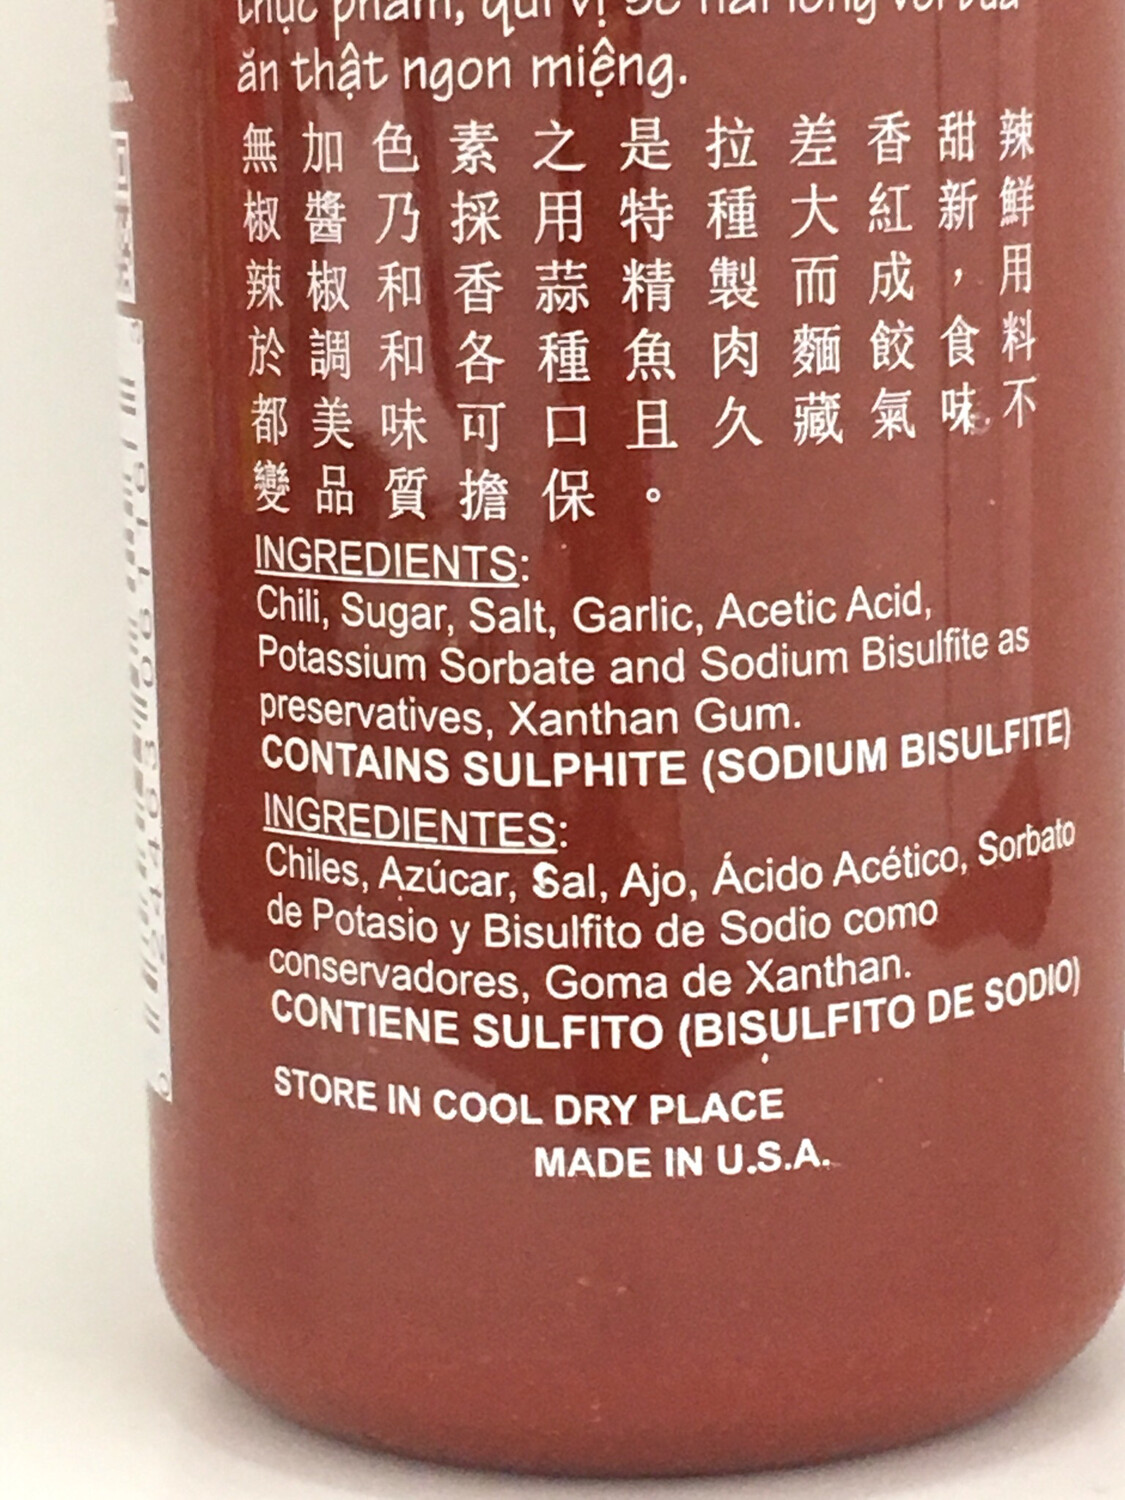 ăn thật ngon miệng.
無加色素之是拉差香甜辣
椒醬乃採用特種大紅新鮮
辣椒和香蒜精製而成,用
於調和各種魚肉麵餃食料
都美味可口且久藏氣味不
變品質擔保。
INGREDIENTS:
Chili, Sugar, Salt, Garlic, Acetic Acid,
Potassium Sorbate and Sodium Bisulfite as
preservatives, Xanthan Gum.
CONTAINS SULPHITE (SODIUM BISULFITE)
INGREDIENTES:
Chiles, Azúcar, Sal, Ajo, Ácido Acético, Sorbato
de Potasio y Bisulfito de Sodio como
conservadores, Goma de Xanthan.
CONTIENE SULFITO (BISULFITO DE SODIO)
STORE IN COOL DRY PLACE
MADE IN U.S.A.